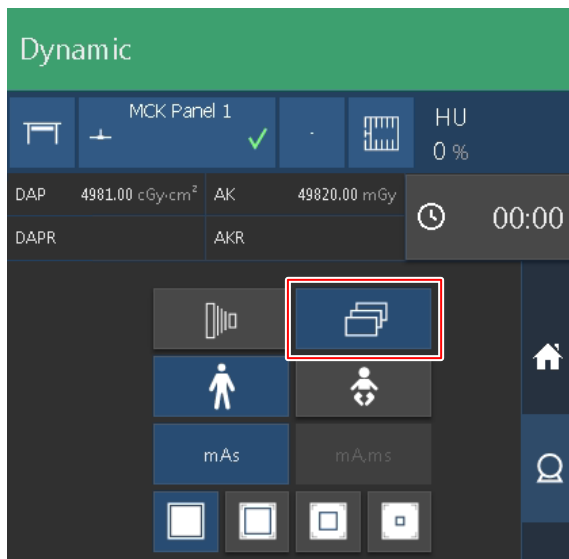 Dynamic
MCK Panel 1
HU
0 %
DAP 4981.00 cGy·cm² AK 49820.00 mGy
00:00
DAPR AKR
mAs mA,ms